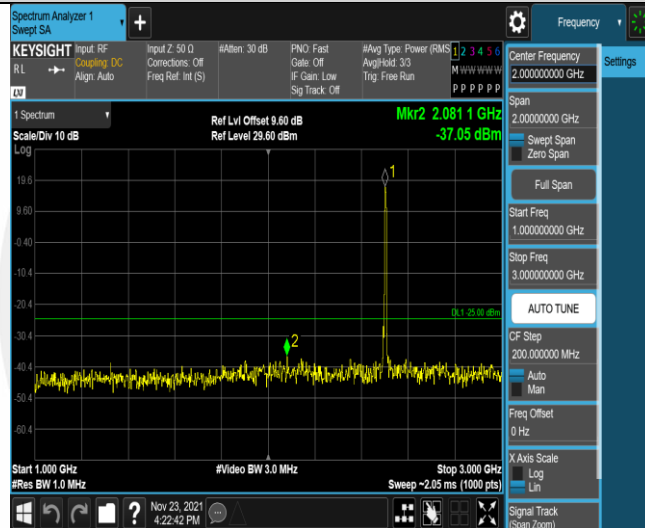 Spectrum Analyzer 1
Swept SA
+
Frequency
KEYSIGHT
RL
LXI
Input: RF
Coupling: DC
Align: Auto
Input Z: 50 Ω
Corrections: Off
Freq Ref: Int (S)
#Atten: 30 dB
PNO: Fast
Gate: Off
IF Gain: Low
Sig Track: Off
#Avg Type: Power (RMS
Avg|Hold: 3/3
Trig: Free Run
1 2 3 4 5 6
M W W W W W
P P P P P P
1 Spectrum
Scale/Div 10 dB
Log
Ref Lvl Offset 9.60 dB
Ref Level 29.60 dBm
Mkr2 2.081 1 GHz
-37.05 dBm
19.6
9.60
-0.40
-10.4
-20.4
-30.4
-40.4
-50.4
-60.4
1
DL1 -25.00 dBm
2
Start 1.000 GHz
#Res BW 1.0 MHz
#Video BW 3.0 MHz
Stop 3.000 GHz
Sweep ~2.05 ms (1000 pts)
Nov 23, 2021
4:22:42 PM
?
Center Frequency
2.000000000 GHz
Settings
Span
2.00000000 GHz
Swept Span
Zero Span
Full Span
Start Freq
1.000000000 GHz
Stop Freq
3.000000000 GHz
AUTO TUNE
CF Step
200.000000 MHz
Auto
Man
Freq Offset
0 Hz
X Axis Scale
Log
Lin
Signal Track
(Span Zoom)